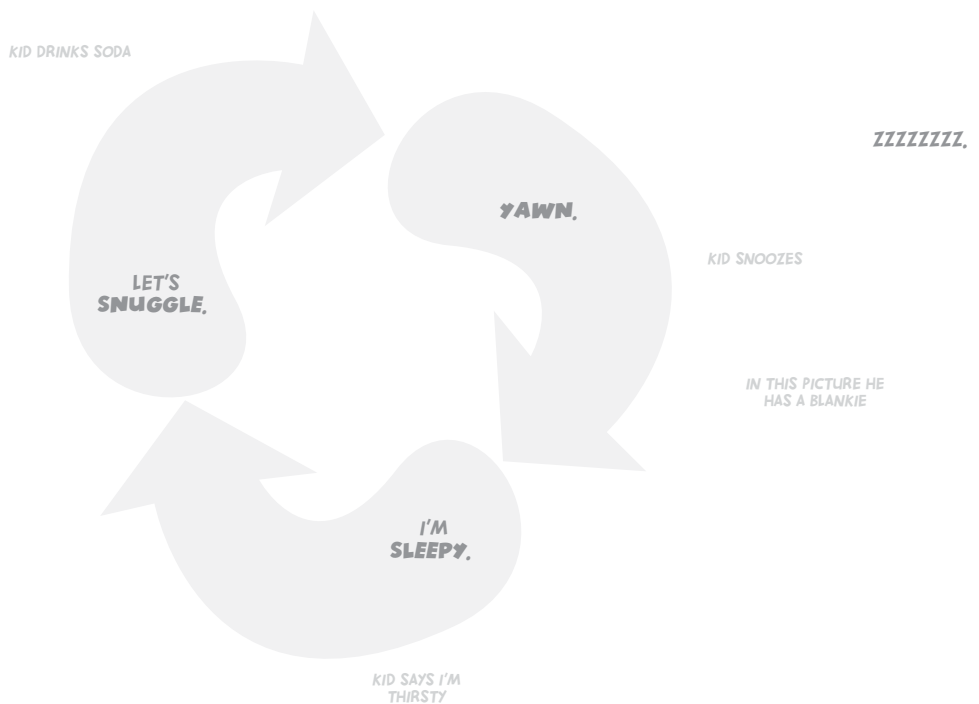 KID DRINKS SODA
ZZZZZZZZ.
YAWN.
KID SNOOZES
LET'S
SNUGGLE.
IN THIS PICTURE HE
HAS A BLANKIE
I'M
SLEEPY.
KID SAYS I'M
THIRSTY